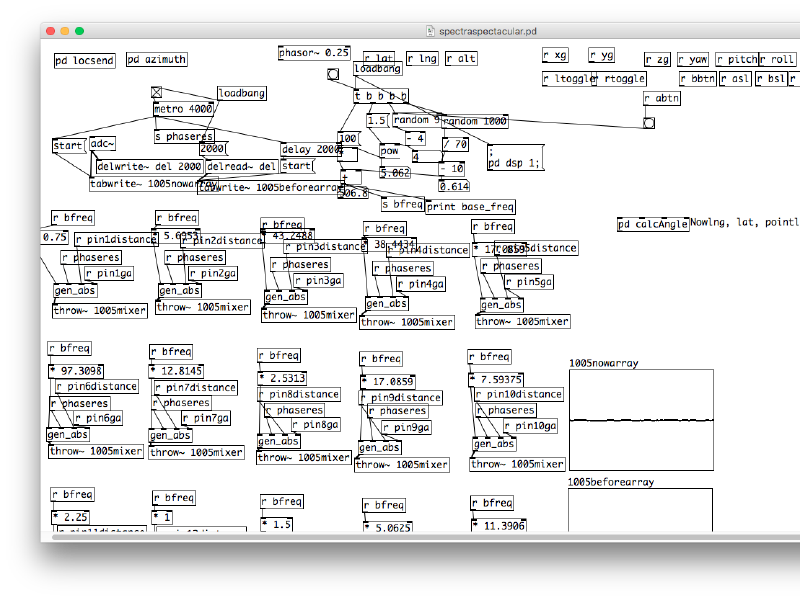 spectraspectacular.pd
pd locsend
pd azimuth
phasor~ 0.25
r lat
r lng
r alt
r xg
r yg
r zg
r yaw
r pitch
r roll
loadbang
r ltoggle
r rtoggle
r bbtn
r asl
r bsl
r
loadbang
t b b b b
r abtn
metro 4000
1.5
random 9
random 1000
s phaseres
100
- 4
/ 70
start
adc~
2000
delay 2000
pow
4
;
pd dsp 1;
delwrite~ del 2000
delread~ del
start
5.062
- 10
tabwrite~ 1005nowarray
tabwrite~ 1005beforearray
+
506.8
0.614
s bfreq
print base_freq
r bfreq
r bfreq
r bfreq
r bfreq
r bfreq
pd calcAngle
Nowlng, lat, pointl
0.75
* 5.6953
* 43.2488
* 38.4434
* 17.0859
r pin1distance
r pin2distance
r pin3distance
r pin4distance
r pin5distance
r phaseres
r phaseres
r phaseres
r phaseres
r phaseres
r pin1ga
r pin2ga
r pin3ga
r pin4ga
r pin5ga
gen_abs
gen_abs
gen_abs
gen_abs
gen_abs
throw~ 1005mixer
throw~ 1005mixer
throw~ 1005mixer
throw~ 1005mixer
throw~ 1005mixer
r bfreq
r bfreq
r bfreq
r bfreq
r bfreq
* 97.3098
* 12.8145
* 2.5313
* 17.0859
* 7.59375
1005nowarray
r pin6distance
r pin7distance
r pin8distance
r pin9distance
r pin10distance
r phaseres
r phaseres
r phaseres
r phaseres
r phaseres
r pin6ga
r pin7ga
r pin8ga
r pin9ga
r pin10ga
gen_abs
gen_abs
gen_abs
gen_abs
gen_abs
throw~ 1005mixer
throw~ 1005mixer
throw~ 1005mixer
throw~ 1005mixer
throw~ 1005mixer
1005beforearray
r bfreq
r bfreq
r bfreq
r bfreq
r bfreq
* 2.25
* 1
* 1.5
* 5.0625
* 11.3906
r pin11distance